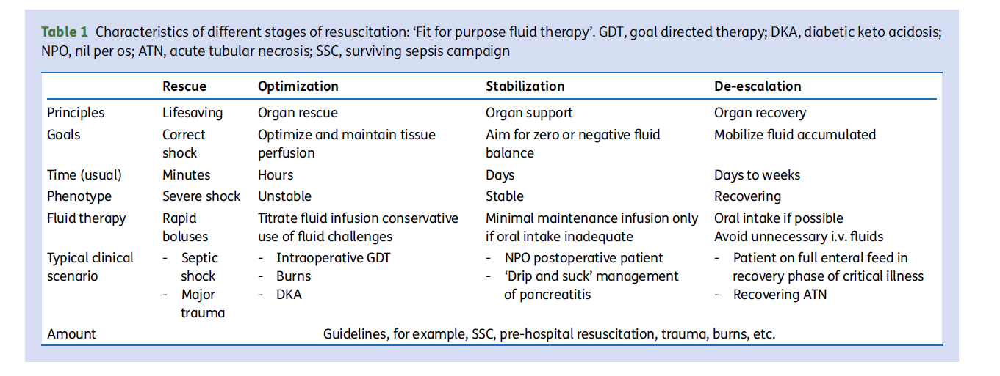 Table 1 Characteristics of different stages of resuscitation: ‘Fit for purpose fluid therapy’. GDT, goal directed therapy; DKA, diabetic keto acidosis;
NPO, nil per os; ATN, acute tubular necrosis; SSC, surviving sepsis campaign
Rescue Optimization Stabilization De-escalation
Principles Lifesaving Organ rescue Organ support Organ recovery
Goals Correct Optimize and maintain tissue Aim for zero or negative fluid Mobilize fluid accumulated
shock perfusion balance
Time (usual) Minutes Hours Days Days to weeks
Phenotype Severe shock Unstable Stable Recovering
Fluid therapy Rapid Titrate fluid infusion conservative Minimal maintenance infusion only Oral intake if possible
boluses use of fluid challenges if oral intake inadequate Avoid unnecessary i.v. fluids
Typical clinical - Septic - Intraoperative GDT - NPO postoperative patient - Patient on full enteral feed in
scenario shock - Burns - ‘Drip and suck’ management recovery phase of critical illness
- Major - DKA of pancreatitis - Recovering ATN
trauma
Amount Guidelines, for example, SSC, pre-hospital resuscitation, trauma, burns, etc.